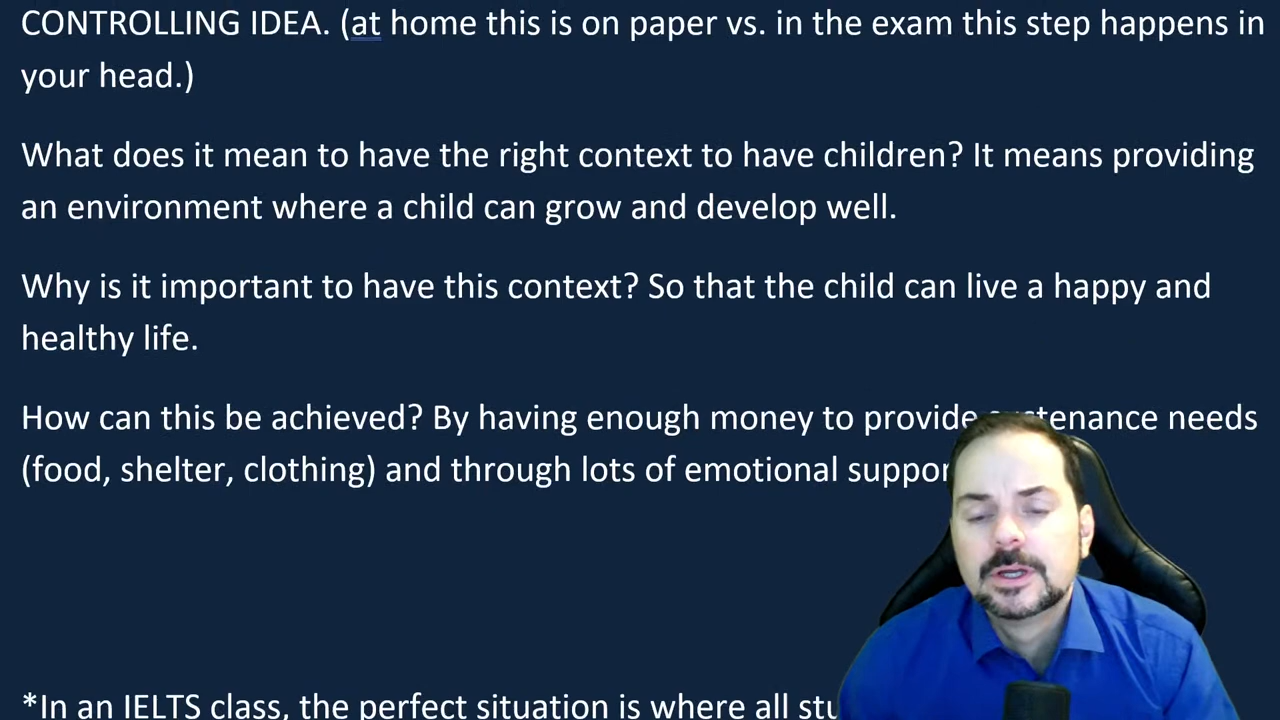 CONTROLLING IDEA. (at home this is on paper vs. in the exam this step happens in
your head.)
What does it mean to have the right context to have children? It means providing
an environment where a child can grow and develop well.
Why is it important to have this context? So that the child can live a happy and
healthy life.
How can this be achieved? By having enough money to provide needs
(food, shelter, clothing) and through lots of emotional
*In an IELTS class, the perfect situation is where all